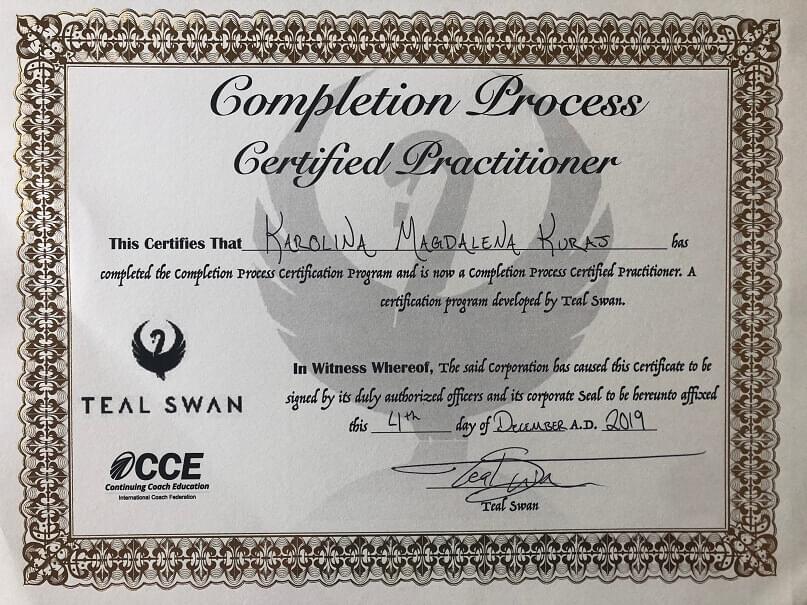 Completion Process
Certified Practitioner
This Certifies That KAROLINA MAGDALENA KURAJ has
completed the Completion Process Certification Program and is now a Completion Process Certified Practitioner. A
certification program developed by Teal Swan.
In Witness Whereof, The said Corporation has caused this Certificate to be
signed by its duly authorized officers and its corporate Seal to be hereunto affixed
this 4th day of DECEMBER A.D. 2019
TEAL SWAN
CCE
Continuing Coach Education
International Coach Federation
Teal Swan
Teal Swan